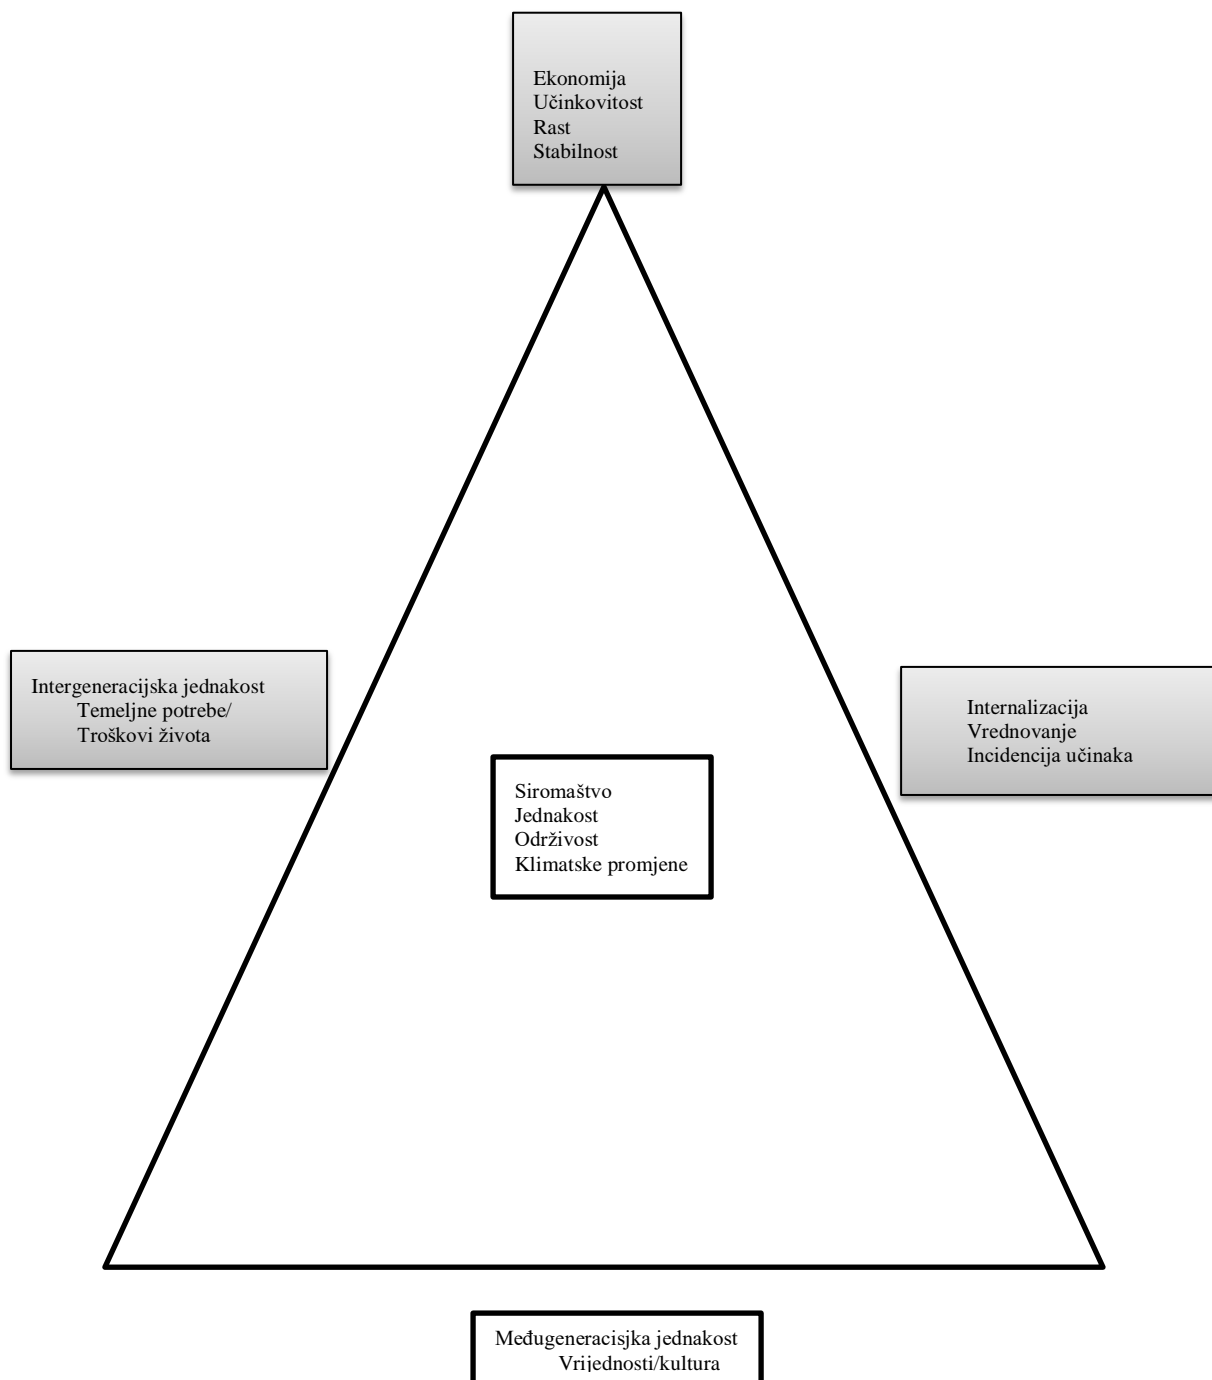 Ekonomija
Učinkovitost
Rast
Stabilnost
Intergeneracijska jednakost
Temeljne potrebe/
Troškovi života
Internalizacija
Vrednovanje
Incidencija učinaka
Siromaštvo
Jednakost
Održivost
Klimatske promjene
Međugeneracisjka jednakost
Vrijednosti/kultura